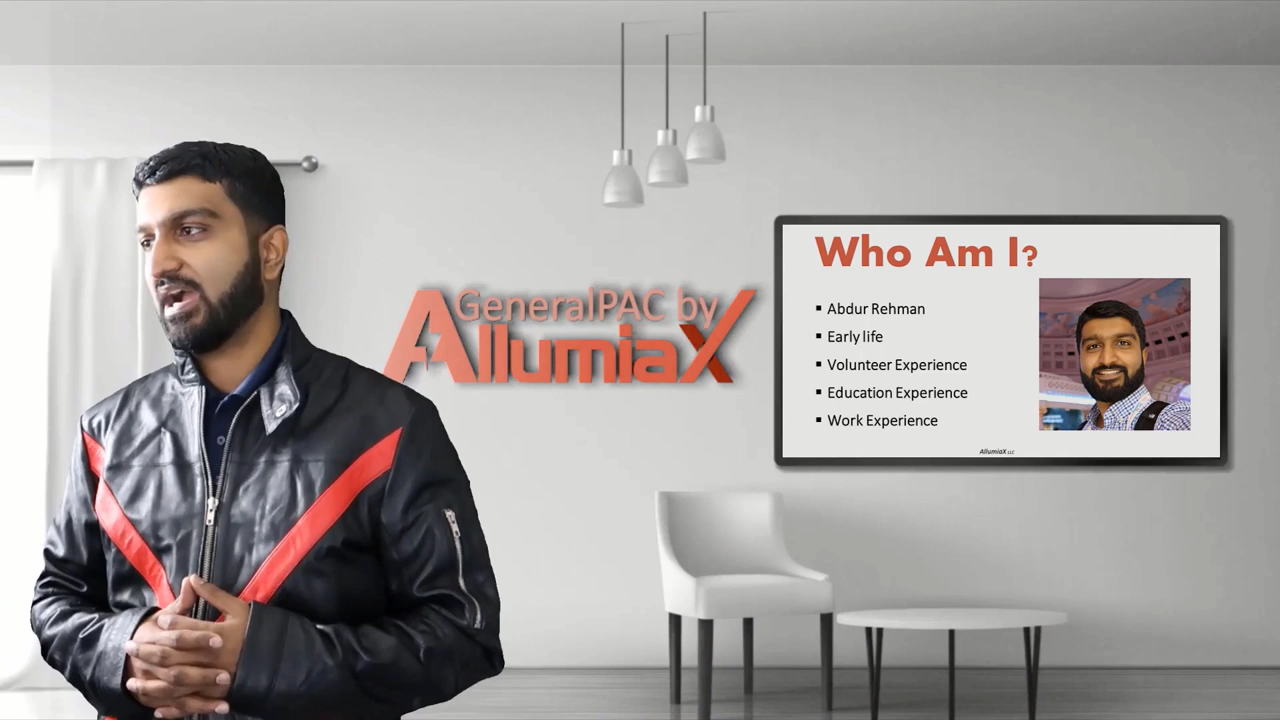 GeneralPAC by
AllumiaX
Who Am I?
▪ Abdur Rehman
▪ Early life
▪ Volunteer Experience
▪ Education Experience
▪ Work Experience
AllumiaX LLC